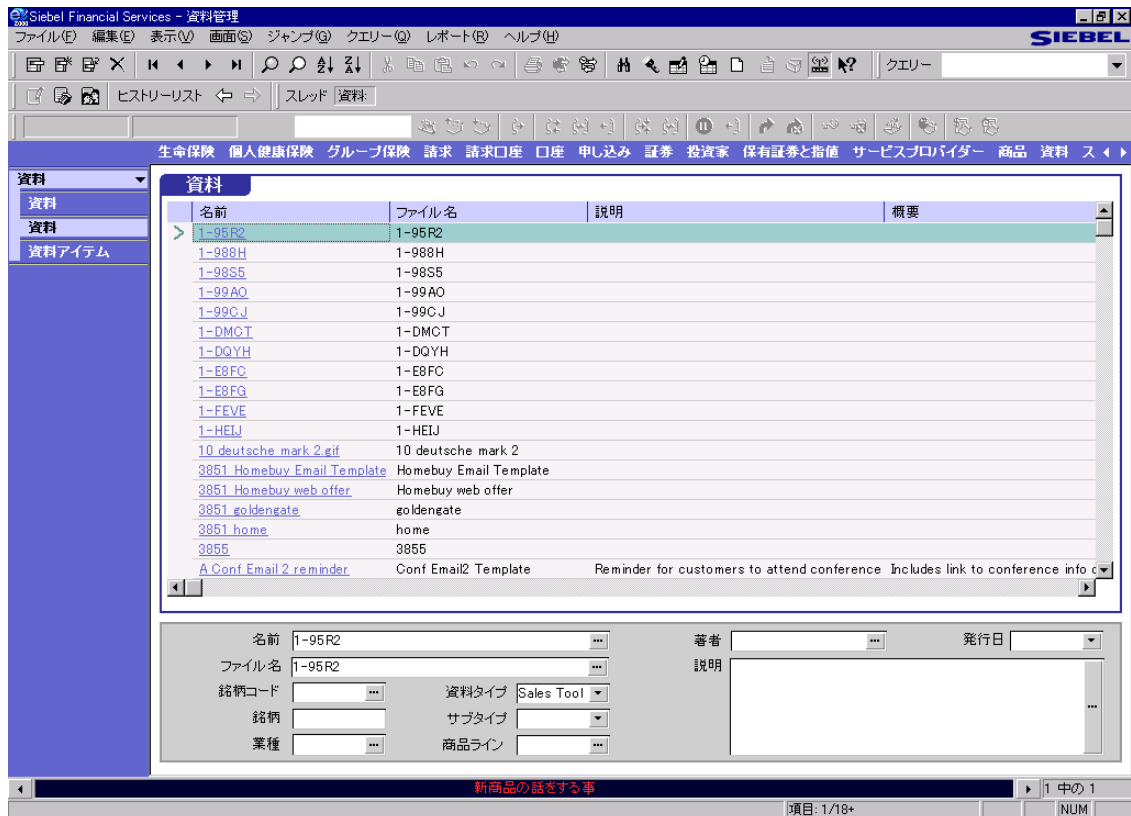 Siebel Financial Services - 資料管理
ファイル(F) 編集(E) 表示(V) 画面(S) ジャンプ(G) クエリー(Q) レポート(R) ヘルプ(H) SIEBEL
クエリー
ヒストリーリスト スレッド 資料:
生命保険 個人健康保険 グループ保険 請求 請求口座 口座 申し込み 証券 投資家 保有証券と指値 サービスプロバイダー 商品 資料 ス
資料
資料
資料
資料アイテム
資料
名前 ファイル名 説明 概要
1-95R2 1-95R2
1-988H 1-988H
1-98S5 1-98S5
1-99AO 1-99AO
1-99CJ 1-99CJ
1-DMCT 1-DMCT
1-DQYH 1-DQYH
1-E8FC 1-E8FC
1-E8FG 1-E8FG
1-FEVE 1-FEVE
1-HEIJ 1-HEIJ
10 deutsche mark 2.gif 10 deutsche mark 2
3851 Homebuy Email Template Homebuy Email Template
3851 Homebuy web offer Homebuy web offer
3851 goldengate goldengate
3851 home home
3855 3855
A Conf Email 2 reminder Conf Email2 Template Reminder for customers to attend conference Includes link to conference info
名前 1-95R2 著者 発行日
ファイル名 1-95R2 説明
銘柄コード 資料タイプ Sales Tool
銘柄 サブタイプ
業種 商品ライン
新商品の話をする事 1 中の 1
項目: 1/18+ NUM